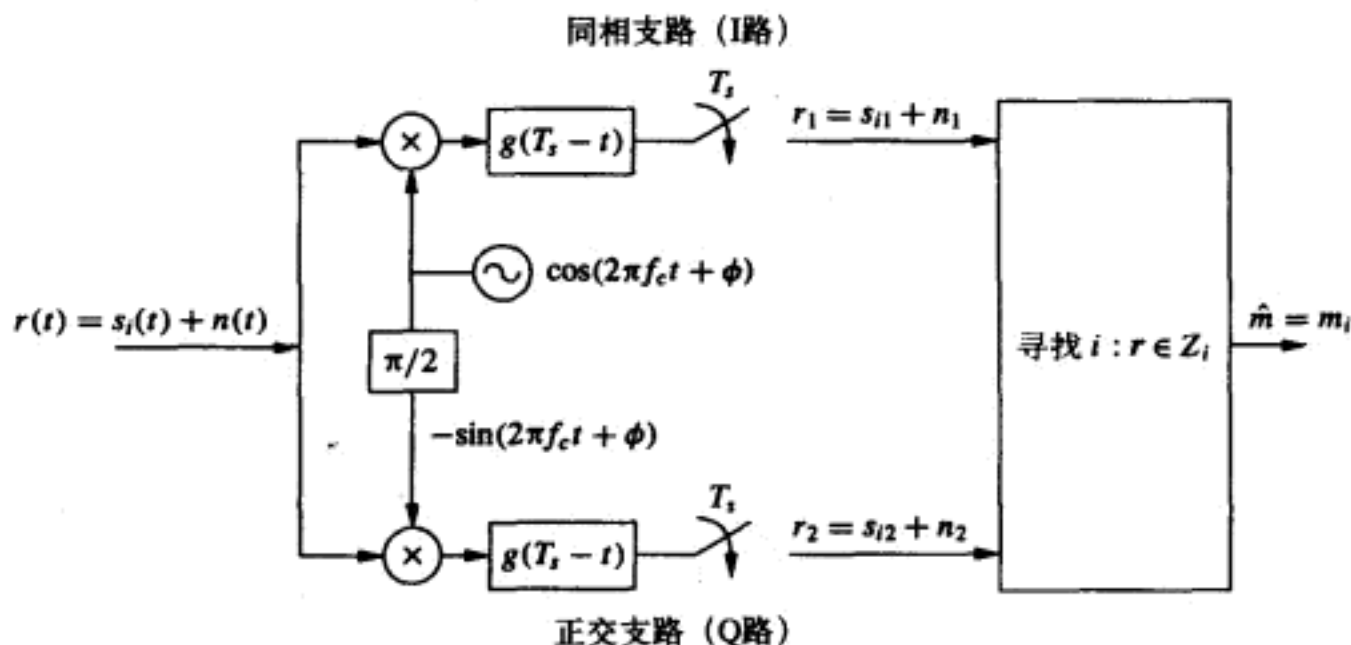 同相支路（I路）
T_s
g(T_s − t)
r_1 = s_{i1} + n_1
cos(2πf_c t + ϕ)
r(t) = s_i(t) + n(t)
π/2
寻找 i : r ∈ Z_i
m̂ = m_i
−sin(2πf_c t + ϕ)
T_s
g(T_s − t)
r_2 = s_{i2} + n_2
正交支路（Q路）